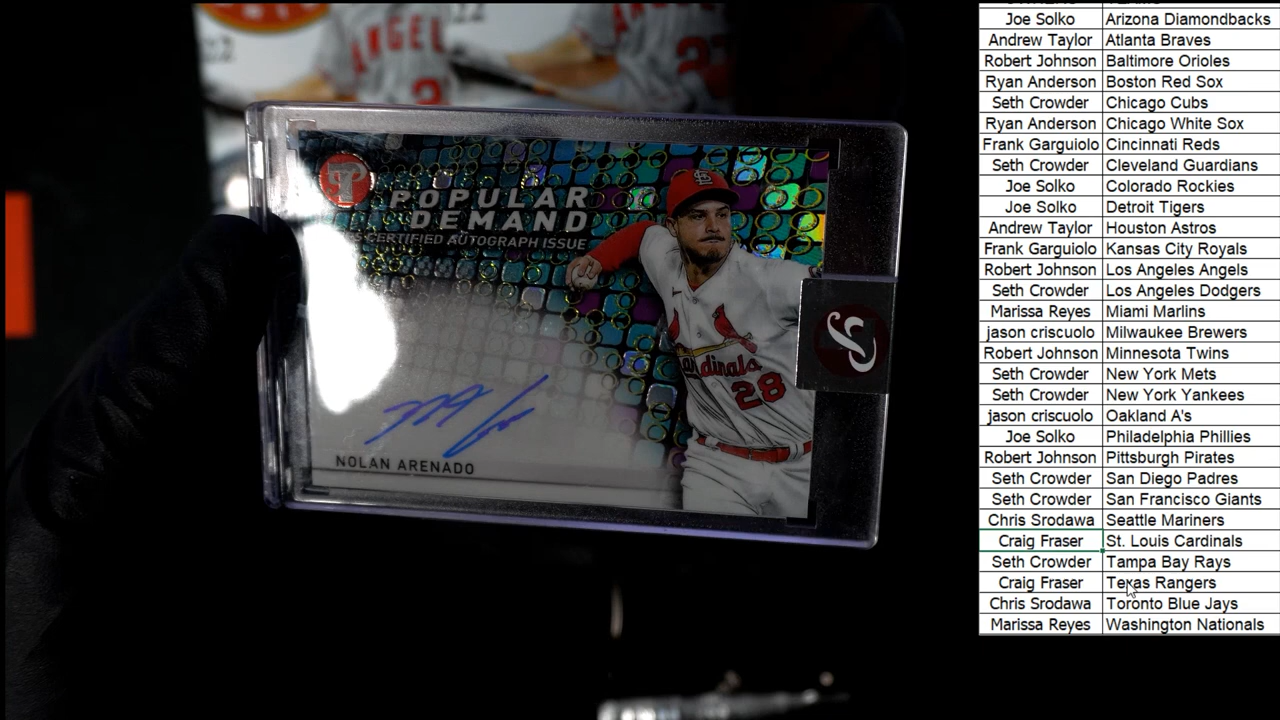 22
22
ANGEL
2
POPULAR
DEMAND
CERTIFIED AUTOGRAPH ISSUE
Cardinals
28
NOLAN ARENADO
Joe Solko Arizona Diamondbacks
Andrew Taylor Atlanta Braves
Robert Johnson Baltimore Orioles
Ryan Anderson Boston Red Sox
Seth Crowder Chicago Cubs
Ryan Anderson Chicago White Sox
Frank Garguiolo Cincinnati Reds
Seth Crowder Cleveland Guardians
Joe Solko Colorado Rockies
Joe Solko Detroit Tigers
Andrew Taylor Houston Astros
Frank Garguiolo Kansas City Royals
Robert Johnson Los Angeles Angels
Seth Crowder Los Angeles Dodgers
Marissa Reyes Miami Marlins
jason criscuolo Milwaukee Brewers
Robert Johnson Minnesota Twins
Seth Crowder New York Mets
Seth Crowder New York Yankees
jason criscuolo Oakland A's
Joe Solko Philadelphia Phillies
Robert Johnson Pittsburgh Pirates
Seth Crowder San Diego Padres
Seth Crowder San Francisco Giants
Chris Srodawa Seattle Mariners
Craig Fraser St. Louis Cardinals
Seth Crowder Tampa Bay Rays
Craig Fraser Texas Rangers
Chris Srodawa Toronto Blue Jays
Marissa Reyes Washington Nationals